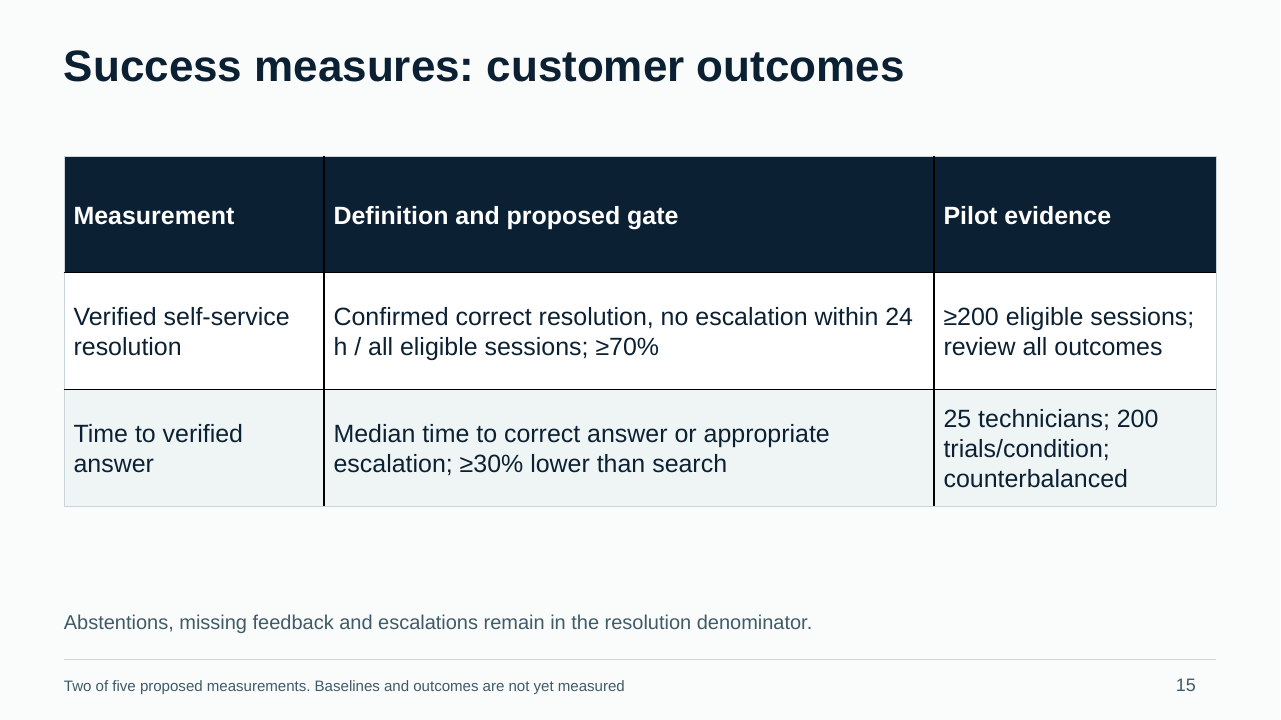 Success measures: customer outcomes
Measurement
Definition and proposed gate
Pilot evidence
Verified self-service
resolution
Confirmed correct resolution, no escalation within 24
h / all eligible sessions; ≥70%
≥200 eligible sessions;
review all outcomes
Time to verified
answer
Median time to correct answer or appropriate
escalation; ≥30% lower than search
25 technicians; 200
trials/condition;
counterbalanced
Abstentions, missing feedback and escalations remain in the resolution denominator.
Two of five proposed measurements. Baselines and outcomes are not yet measured
15